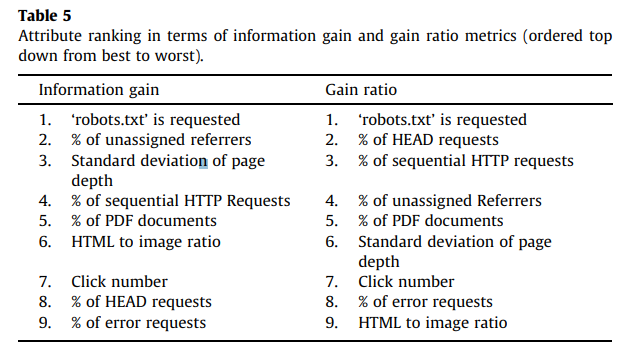 Table 5
Attribute ranking in terms of information gain and gain ratio metrics (ordered top
down from best to worst).
Information gain Gain ratio
1. ‘robots.txt’ is requested 1. ‘robots.txt’ is requested
2. % of unassigned referrers 2. % of HEAD requests
3. Standard deviation of page 3. % of sequential HTTP requests
depth
4. % of sequential HTTP Requests 4. % of unassigned Referrers
5. % of PDF documents 5. % of PDF documents
6. HTML to image ratio 6. Standard deviation of page
depth
7. Click number 7. Click number
8. % of HEAD requests 8. % of error requests
9. % of error requests 9. HTML to image ratio